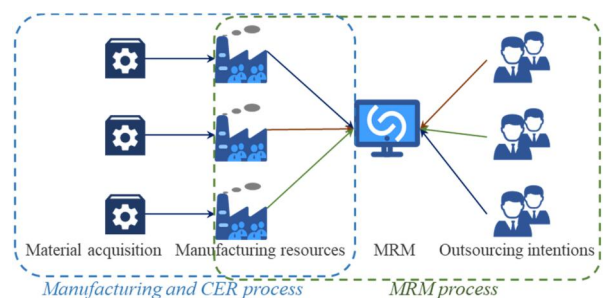 Material acquisition Manufacturing resources MRM Outsourcing intentions
Manufacturing and CER process MRM process